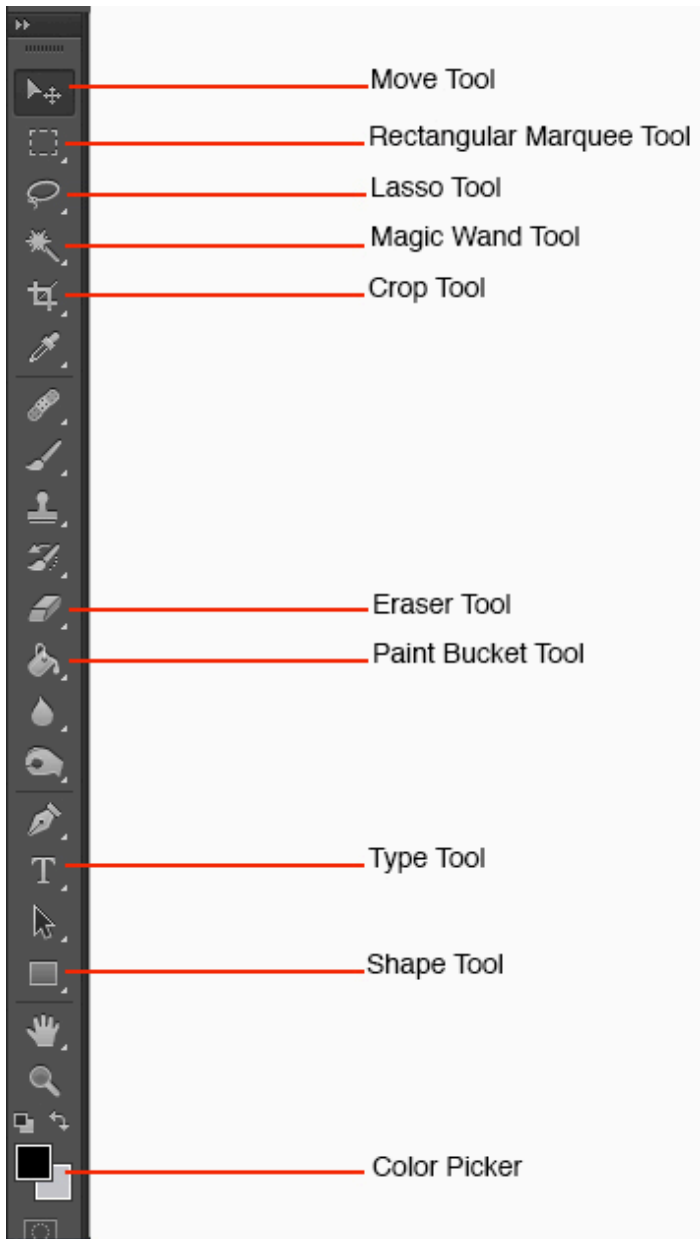 Move Tool
Rectangular Marquee Tool
Lasso Tool
Magic Wand Tool
Crop Tool
Eraser Tool
Paint Bucket Tool
Type Tool
Shape Tool
Color Picker